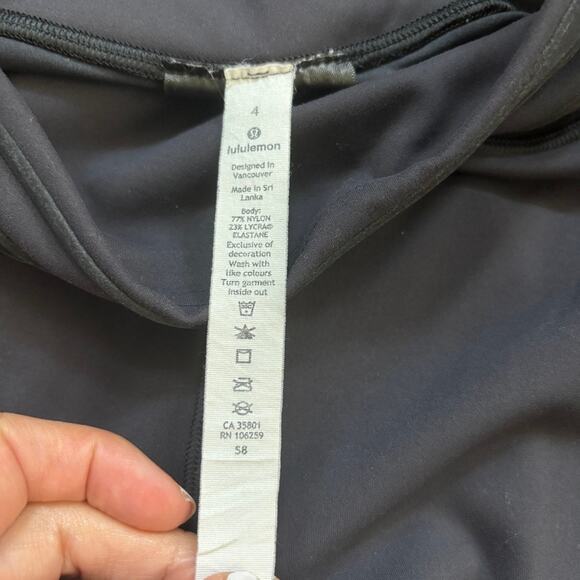 4
lululemon
Designed in
Vancouver
Made in Sri
Lanka
Body:
77% NYLON
23% LYCRA®
ELASTANE
Exclusive of
decoration
Wash with
like colours
Turn garment
inside out
CA 35801
RN 106259
S8